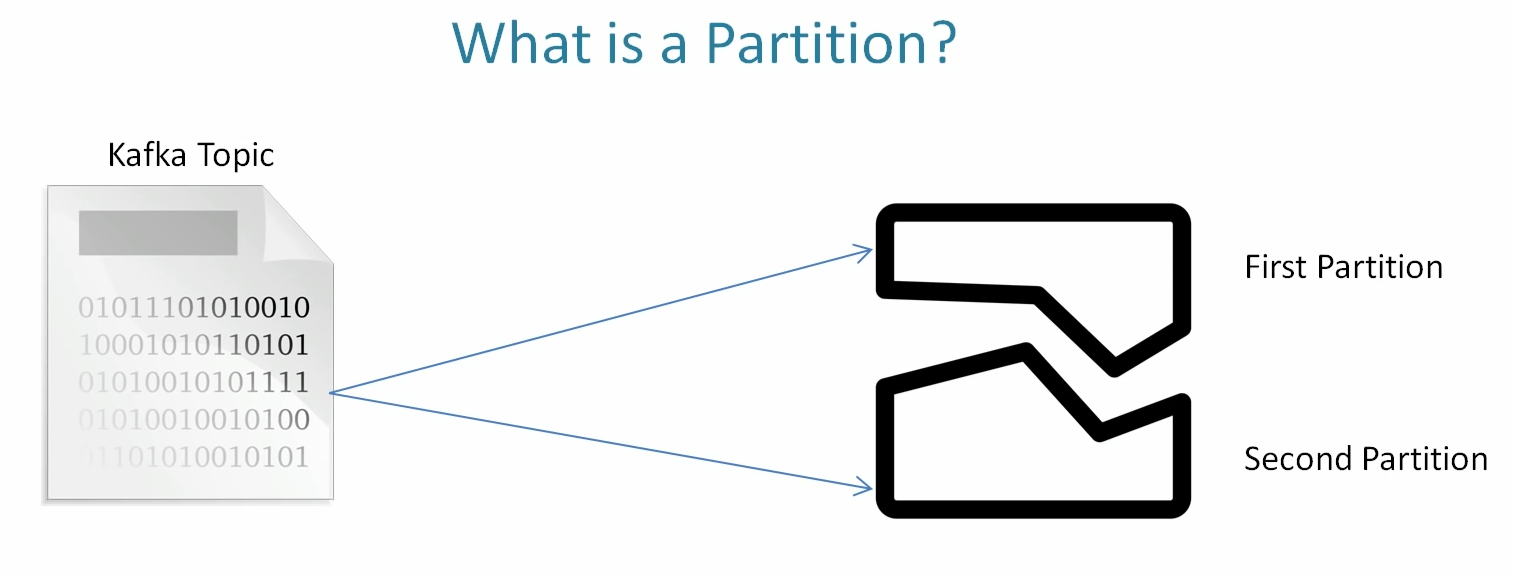 What is a Partition?
Kafka Topic
01011101010010
10001010110101
01010010101111
01010010010100
01101010010101
First Partition
Second Partition